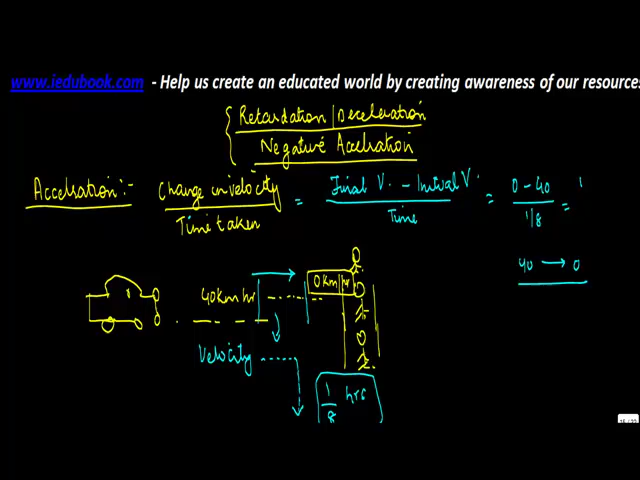 www.iedubook.com - Help us create an educated world by creating awareness of our resources
Retardation / Deceleration
Negative Accelration
Accelration :- Change in velocity / Time taken = Final V. - Initial V. / Time = 0 - 40 / 1/8 =
40 → 0
40 Km hr
0 Km/hr
Velocity
1/8 hrs